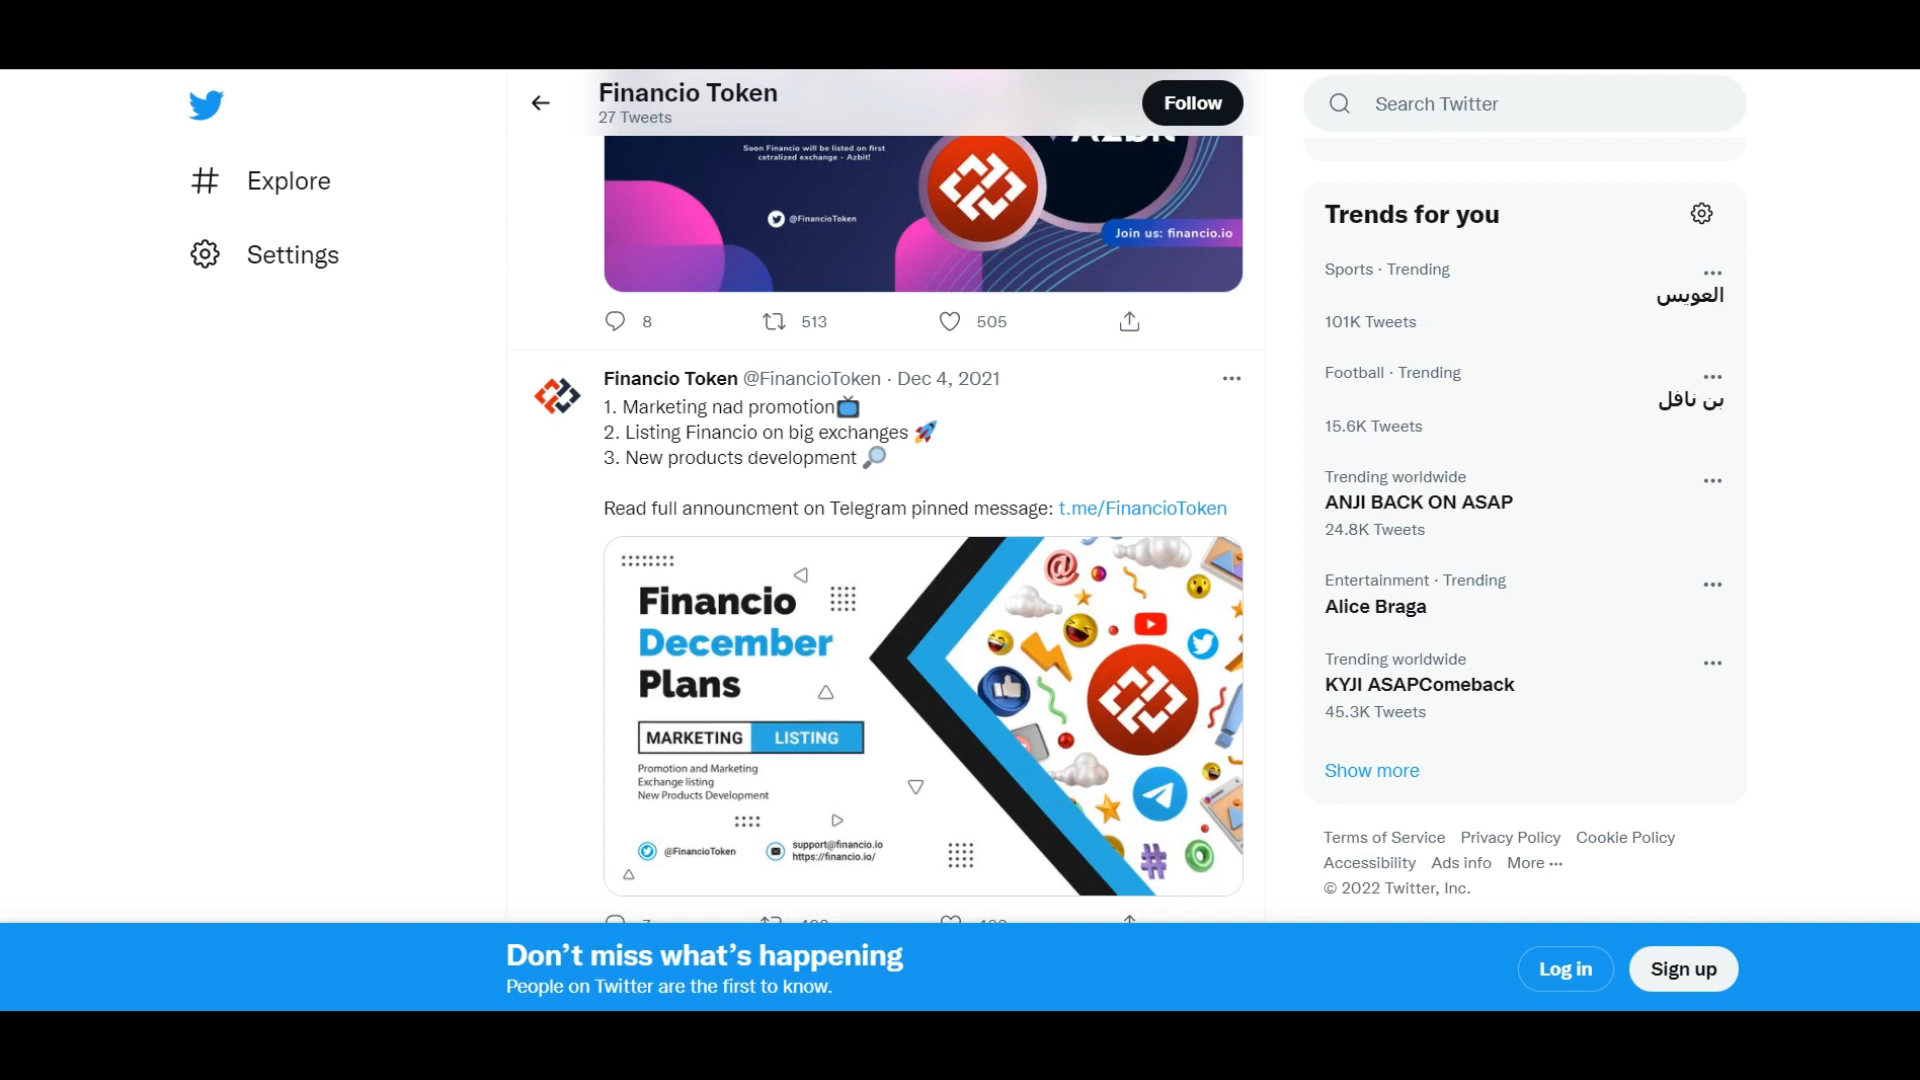 Explore
Settings
Financio Token
27 Tweets
Follow
Soon Financio will be listed on first
cetralized exchange - Azbit!
@FinancioToken
Join us: financio.io
8 513 505
Financio Token @FinancioToken · Dec 4, 2021
1. Marketing nad promotion
2. Listing Financio on big exchanges
3. New products development
Read full announcment on Telegram pinned message: t.me/FinancioToken
Financio
December
Plans
MARKETING LISTING
Promotion and Marketing
Exchange listing
New Products Development
@FinancioToken
support@financio.io
https://financio.io/
Search Twitter
Trends for you
Sports · Trending
العويس
101K Tweets
Football · Trending
بن نافل
15.6K Tweets
Trending worldwide
ANJI BACK ON ASAP
24.8K Tweets
Entertainment · Trending
Alice Braga
Trending worldwide
KYJI ASAPComeback
45.3K Tweets
Show more
Terms of Service Privacy Policy Cookie Policy
Accessibility Ads info More ···
© 2022 Twitter, Inc.
Don’t miss what’s happening
People on Twitter are the first to know.
Log in
Sign up